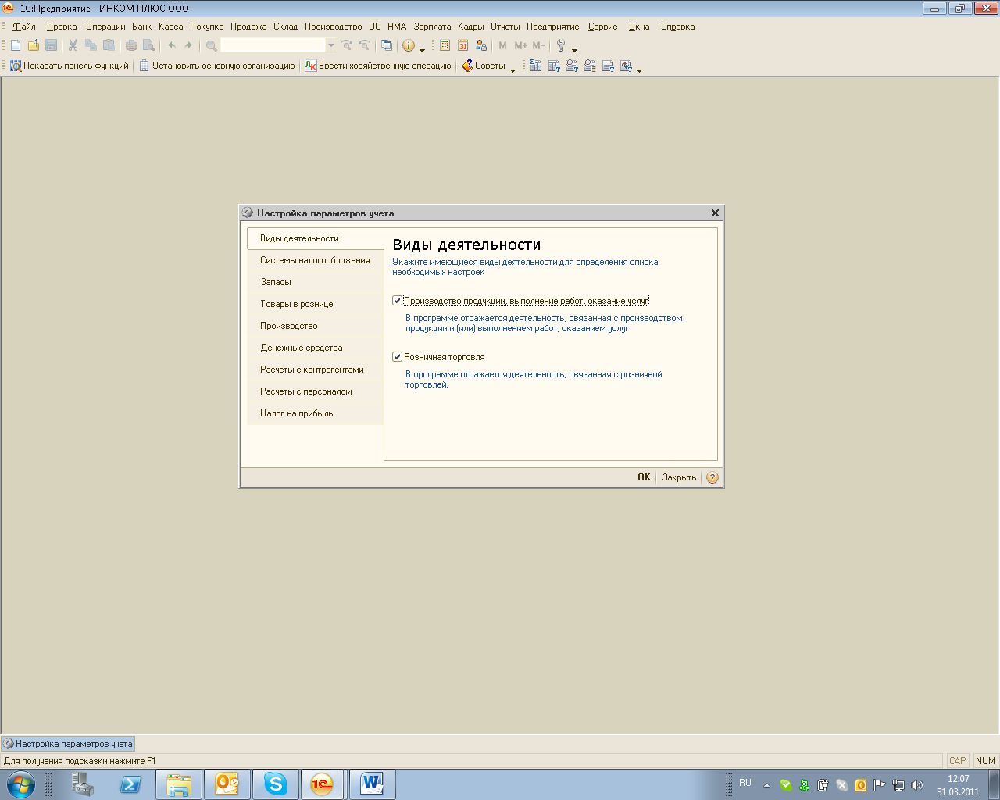 1С:Предприятие - ИНКОМ ПЛЮС ООО
Файл Правка Операции Банк Касса Покупка Продажа Склад Производство ОС НМА Зарплата Кадры Отчеты Предприятие Сервис Окна Справка
M M+ M-
Показать панель функций Установить основную организацию Ввести хозяйственную операцию Советы
Настройка параметров учета
Виды деятельности
Системы налогообложения
Запасы
Товары в рознице
Производство
Денежные средства
Расчеты с контрагентами
Расчеты с персоналом
Налог на прибыль
Виды деятельности
Укажите имеющиеся виды деятельности для определения списка
необходимых настроек
Производство продукции, выполнение работ, оказание услуг
В программе отражается деятельность, связанная с производством
продукции и (или) выполнением работ, оказанием услуг.
Розничная торговля
В программе отражается деятельность, связанная с розничной
торговлей.
OK Закрыть ?
Настройка параметров учета
Для получения подсказки нажмите F1 CAP NUM
RU 12:07
31.03.2011